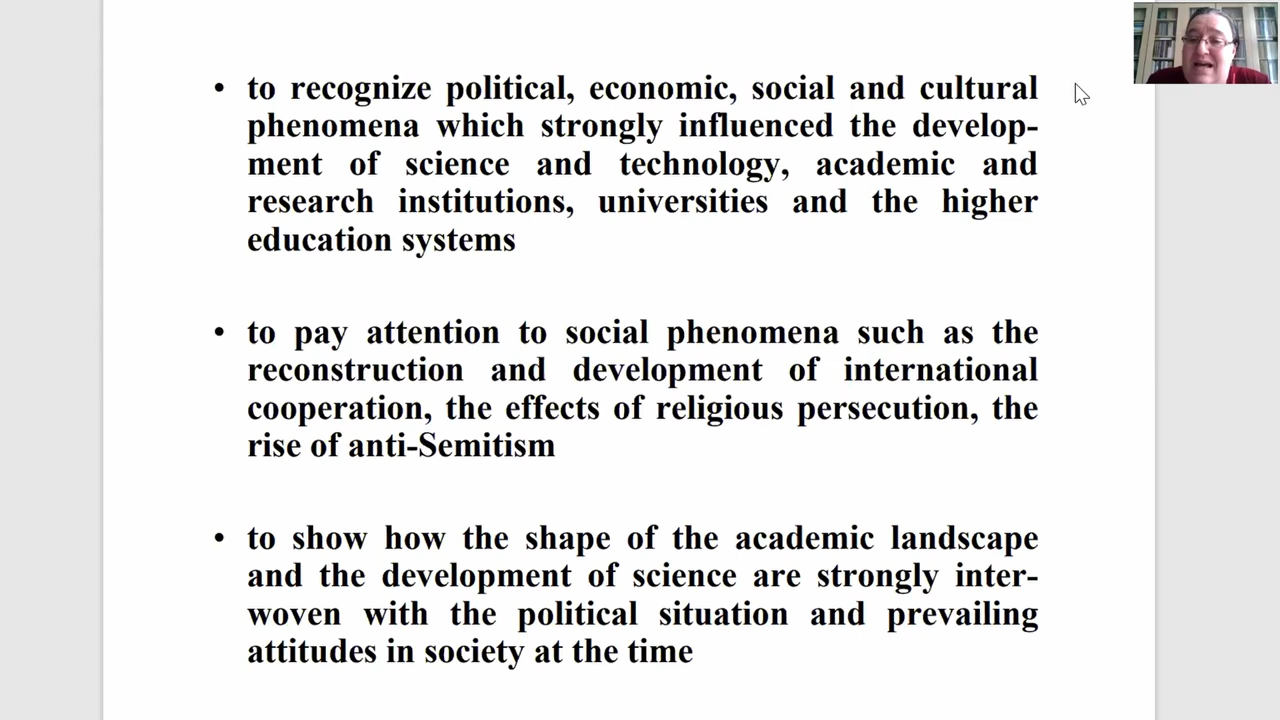 • to recognize political, economic, social and cultural
phenomena which strongly influenced the develop-
ment of science and technology, academic and
research institutions, universities and the higher
education systems
• to pay attention to social phenomena such as the
reconstruction and development of international
cooperation, the effects of religious persecution, the
rise of anti-Semitism
• to show how the shape of the academic landscape
and the development of science are strongly inter-
woven with the political situation and prevailing
attitudes in society at the time